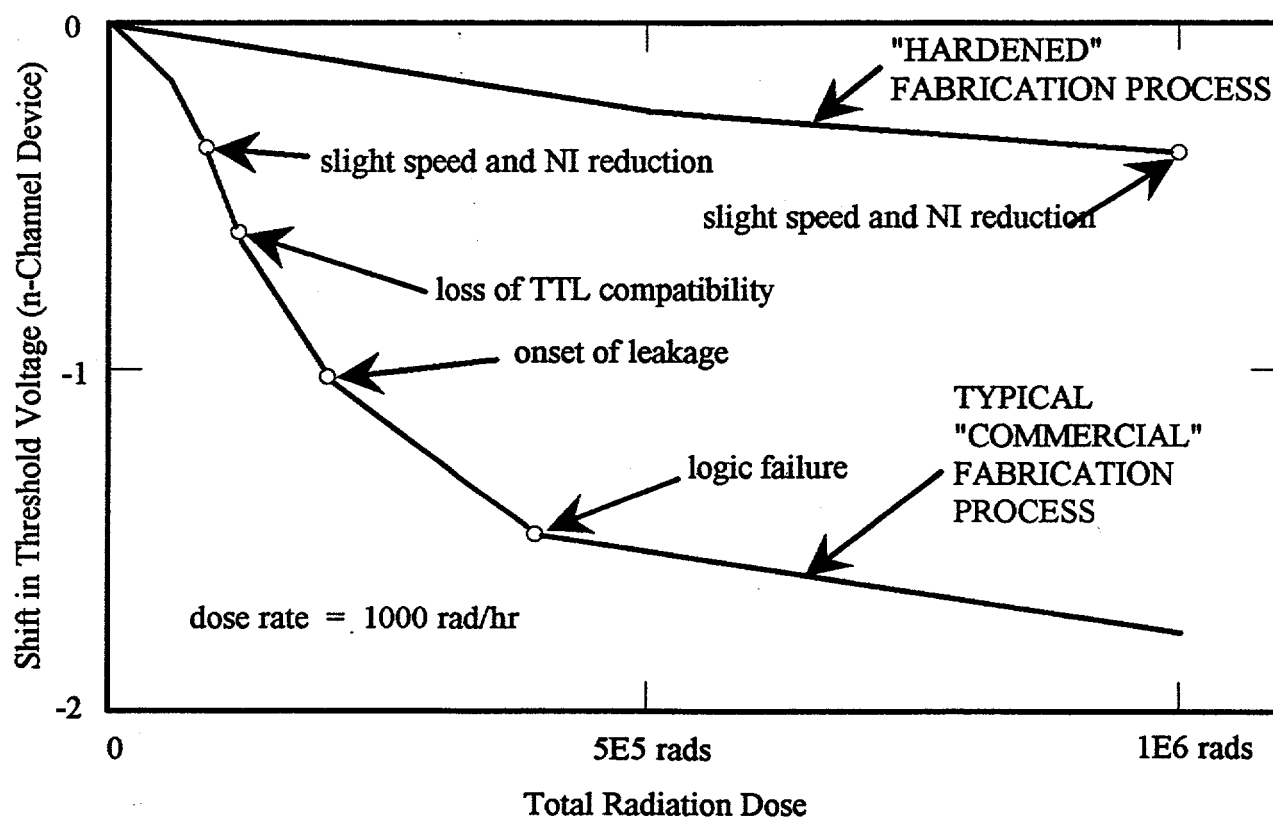 0
"HARDENED"
FABRICATION PROCESS
slight speed and NI reduction
slight speed and NI reduction
loss of TTL compatibility
onset of leakage
-1
TYPICAL
"COMMERCIAL"
FABRICATION
PROCESS
logic failure
dose rate = 1000 rad/hr
-2
0
5E5 rads
1E6 rads
Total Radiation Dose
Shift in Threshold Voltage (n-Channel Device)